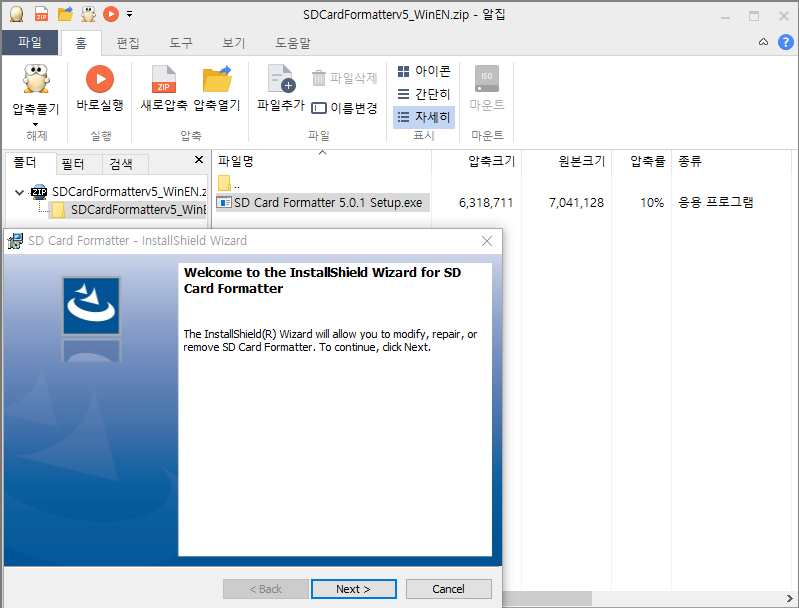 SDCardFormatterv5_WinEN.zip - 알집
파일 홈 편집 도구 보기 도움말
압축풀기
해제
바로실행
실행
ZIP
새로압축 압축열기
압축
파일추가
파일삭제
이름변경
파일
아이콘
간단히
자세히
표시
ISO
마운트
마운트
폴더 필터 검색
ZIP SDCardFormatterv5_WinEN.z
SDCardFormatterv5_WinE
파일명 압축크기 원본크기 압축률 종류
..
SD Card Formatter 5.0.1 Setup.exe 6,318,711 7,041,128 10% 응용 프로그램
SD Card Formatter - InstallShield Wizard
Welcome to the InstallShield Wizard for SD
Card Formatter
The InstallShield(R) Wizard will allow you to modify, repair, or
remove SD Card Formatter. To continue, click Next.
< Back Next > Cancel